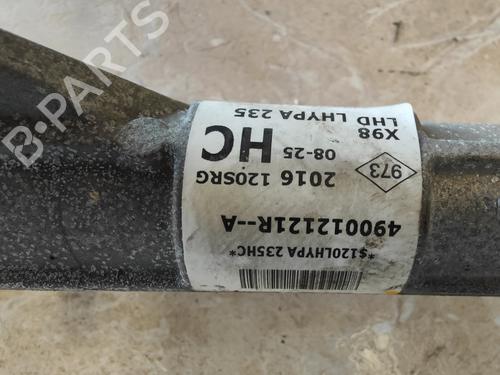 X98
LHD LHYPA 235
HC
08-25
973
2016 120SRG
490012121R--A
*$120LHYPA 235HC*
B-PARTS